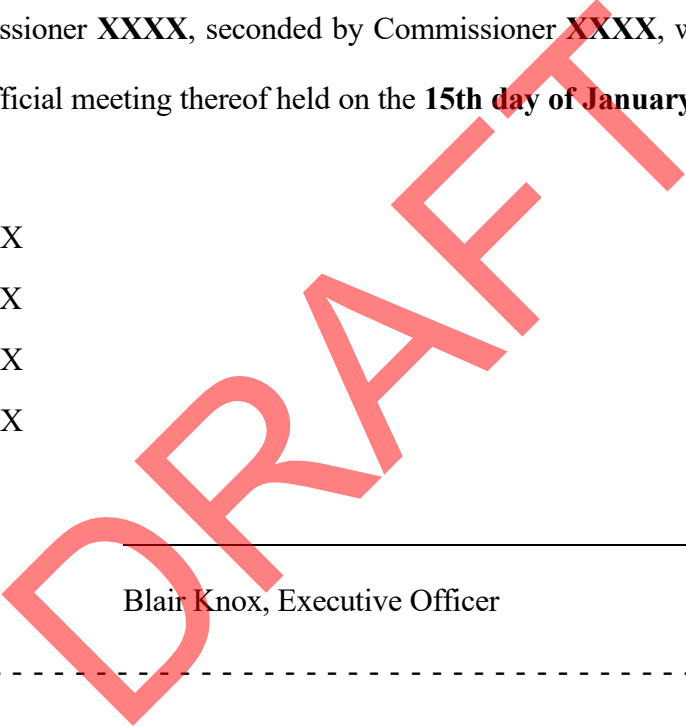 ssioner XXXX, seconded by Commissioner XXXX, w
fficial meeting thereof held on the 15th day of January
X
X
X
X
Blair Knox, Executive Officer
DRAFT